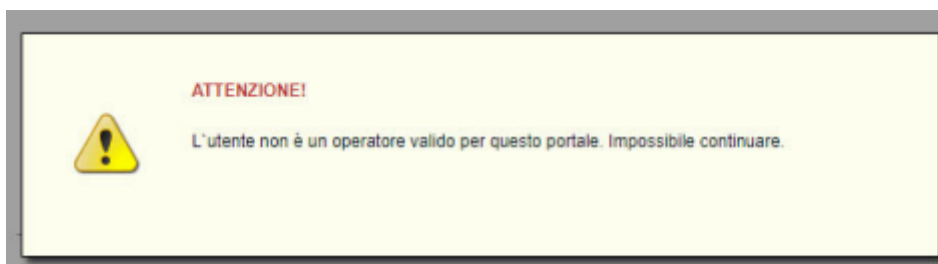 ATTENZIONE!
L`utente non è un operatore valido per questo portale. Impossibile continuare.